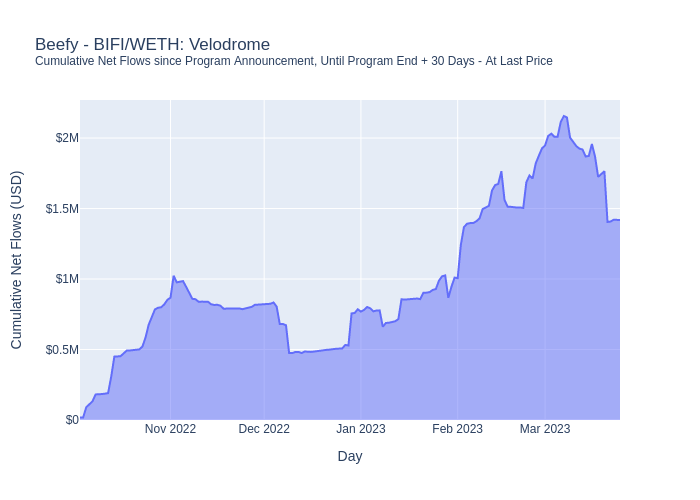 Beefy - BIFI/WETH: Velodrome
Cumulative Net Flows since Program Announcement, Until Program End + 30 Days - At Last Price
Cumulative Net Flows (USD)
$2M
$1.5M
$1M
$0.5M
$0
Nov 2022 Dec 2022 Jan 2023 Feb 2023 Mar 2023
Day